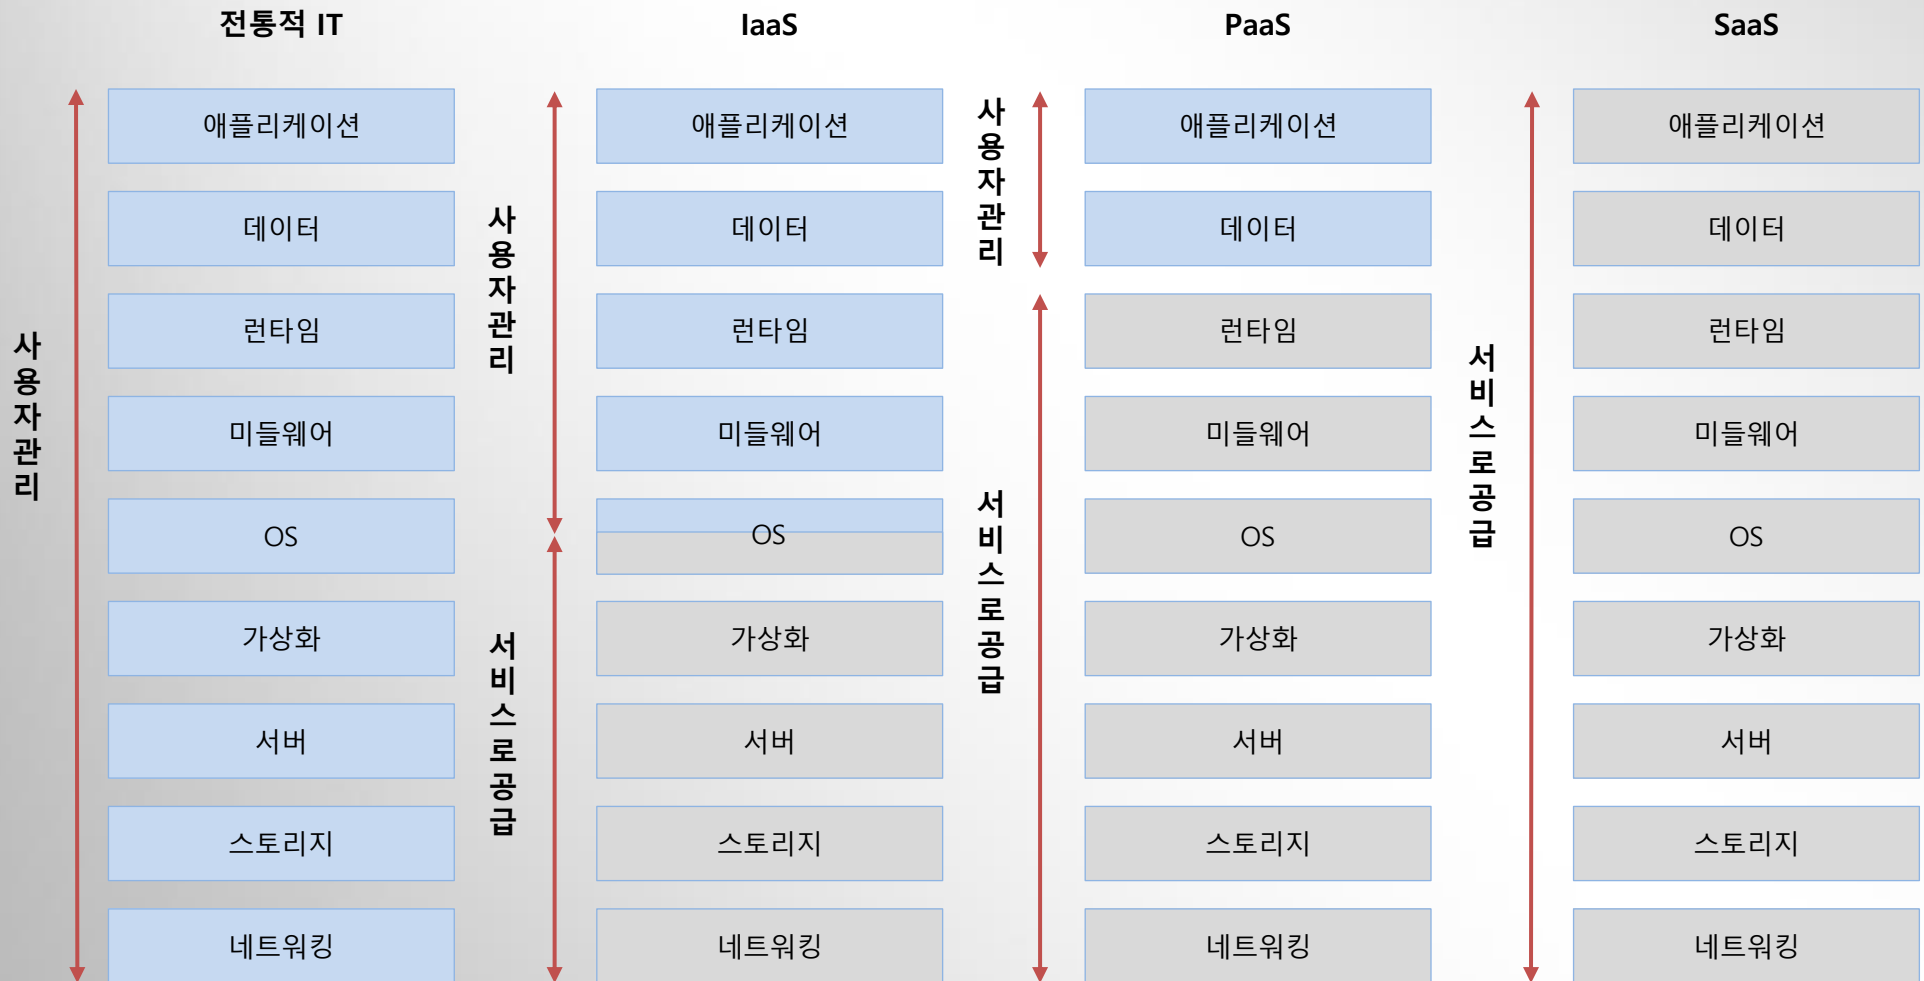 전통적 IT
IaaS
PaaS
SaaS
사용자관리
애플리케이션
데이터
런타임
미들웨어
OS
가상화
서버
스토리지
네트워킹
사용자관리
서비스로공급
애플리케이션
데이터
런타임
미들웨어
OS
가상화
서버
스토리지
네트워킹
사용자관리
서비스로공급
애플리케이션
데이터
런타임
미들웨어
OS
가상화
서버
스토리지
네트워킹
서비스로공급
애플리케이션
데이터
런타임
미들웨어
OS
가상화
서버
스토리지
네트워킹